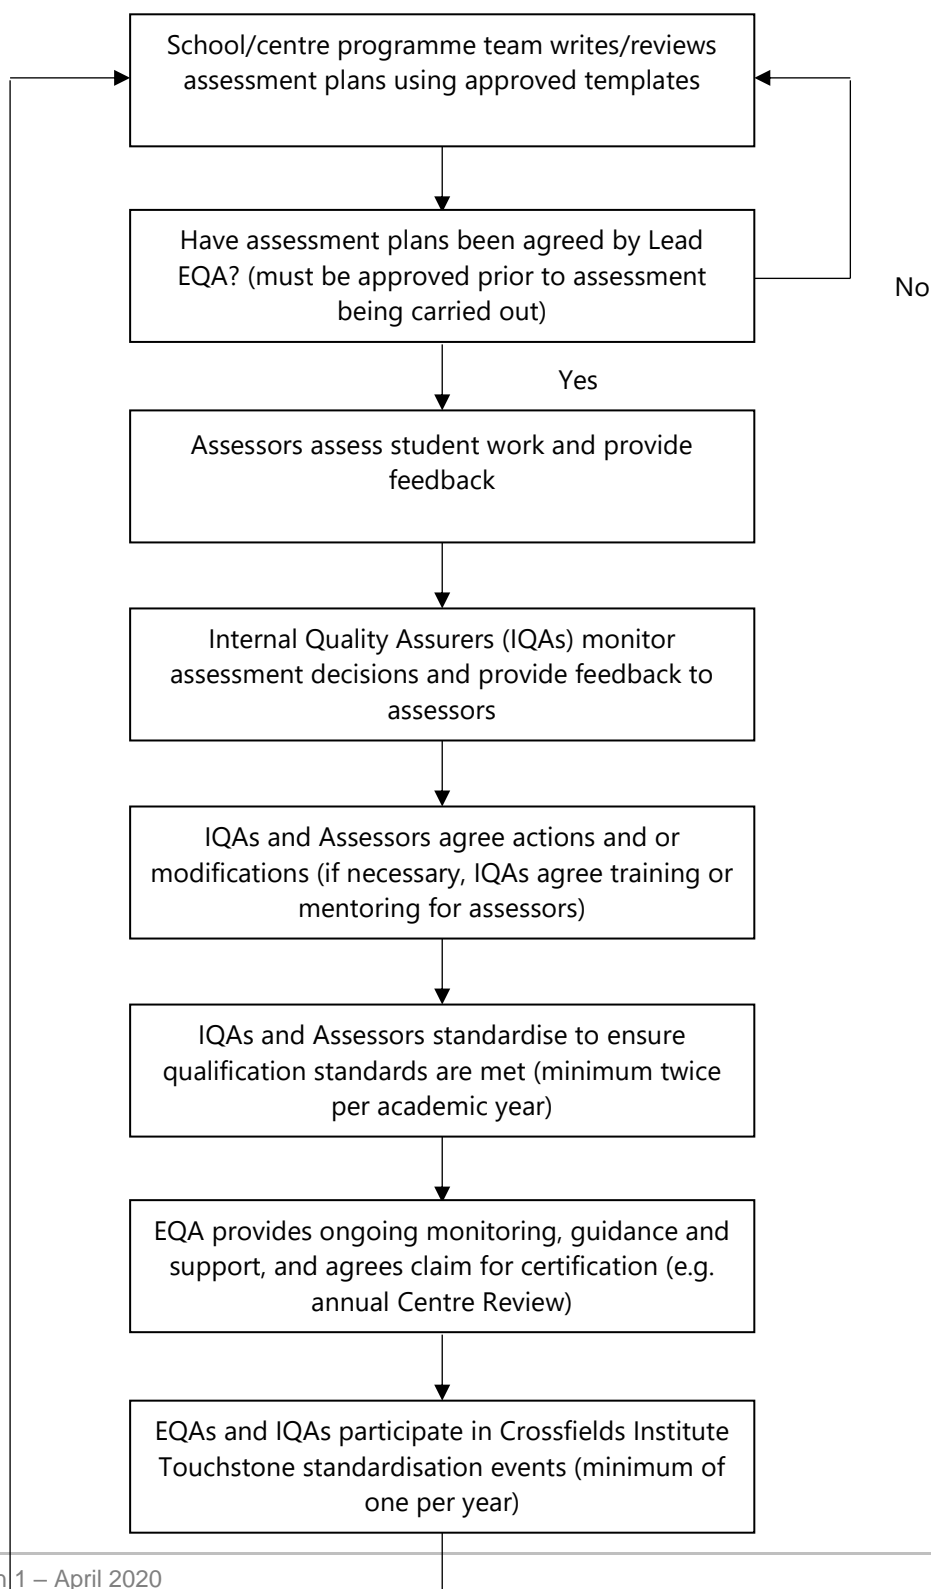 School/centre programme team writes/reviews
assessment plans using approved templates
Have assessment plans been agreed by Lead
EQA? (must be approved prior to assessment
being carried out)
No
Yes
Assessors assess student work and provide
feedback
Internal Quality Assurers (IQAs) monitor
assessment decisions and provide feedback to
assessors
IQAs and Assessors agree actions and or
modifications (if necessary, IQAs agree training or
mentoring for assessors)
IQAs and Assessors standardise to ensure
qualification standards are met (minimum twice
per academic year)
EQA provides ongoing monitoring, guidance and
support, and agrees claim for certification (e.g.
annual Centre Review)
EQAs and IQAs participate in Crossfields Institute
Touchstone standardisation events (minimum of
one per year)
1 – April 2020